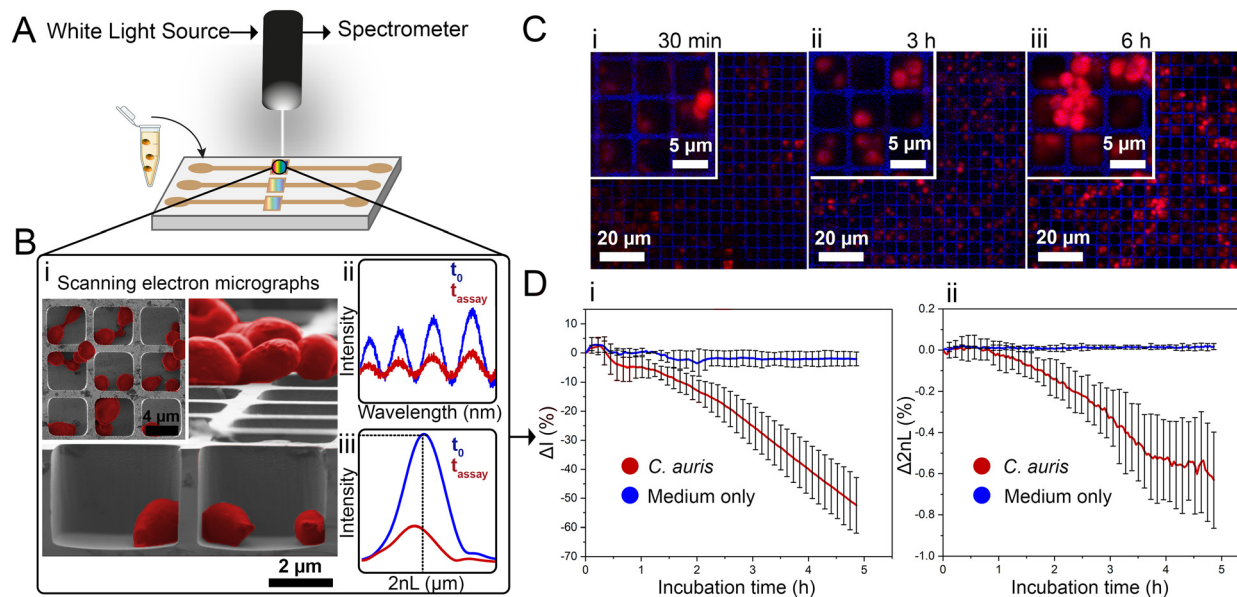 A
White Light Source
Spectrometer
B
i
Scanning electron micrographs
4 µm
2 µm
ii
t0
tassay
Intensity
Wavelength (nm)
iii
t0
tassay
Intensity
2nL (µm)
C
i
30 min
5 µm
20 µm
ii
3 h
5 µm
20 µm
iii
6 h
5 µm
20 µm
D
i
10
0
-10
-20
-30
-40
-50
-60
-70
ΔI (%)
C. auris
Medium only
0 1 2 3 4 5
Incubation time (h)
ii
0.2
0.0
-0.2
-0.4
-0.6
-0.8
-1.0
Δ2nL (%)
C. auris
Medium only
0 1 2 3 4 5
Incubation time (h)